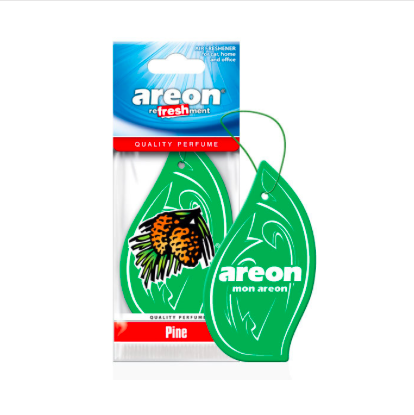 AIR FRESHENER
for car, home
and office
areon®
refreshment
QUALITY PERFUME
areon
mon areon
QUALITY PERFUME
Pine